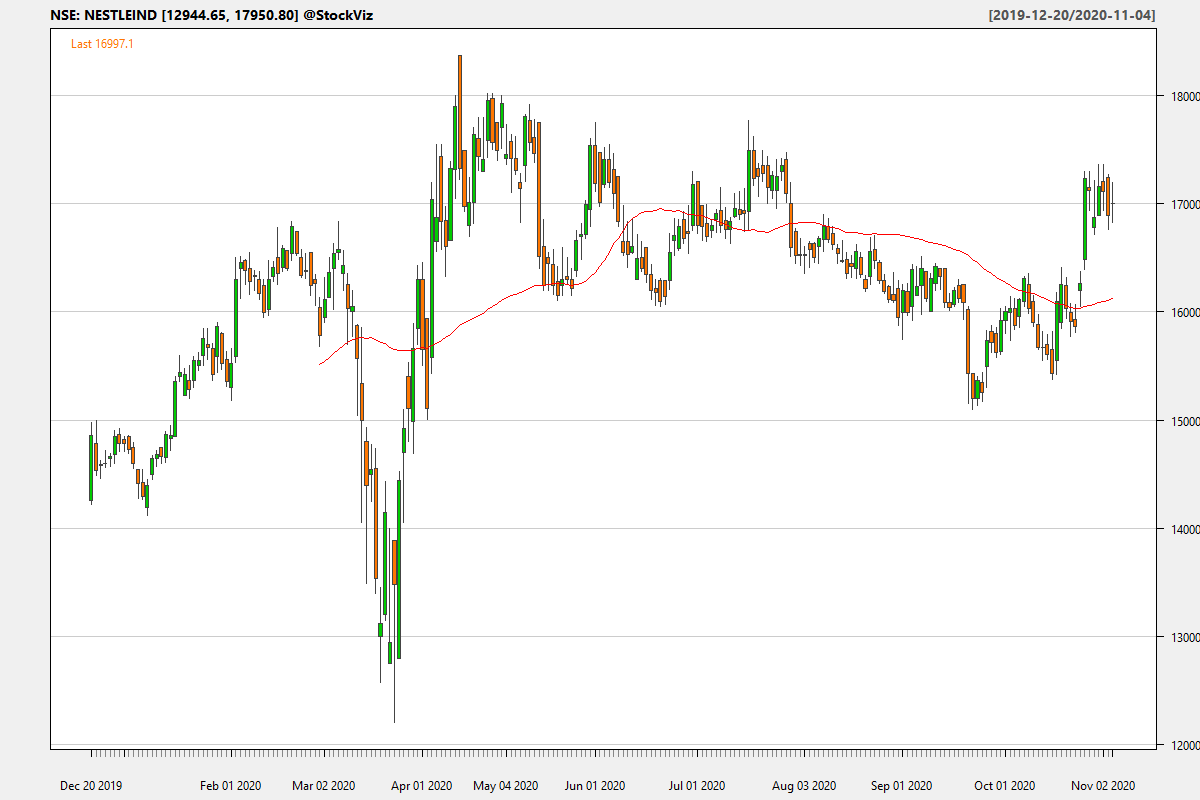 NSE: NESTLEIND [12944.65, 17950.80] @StockViz
[2019-12-20/2020-11-04]
Last 16997.1
18000
17000
16000
15000
14000
13000
12000
Dec 20 2019
Feb 01 2020
Mar 02 2020
Apr 01 2020
May 04 2020
Jun 01 2020
Jul 01 2020
Aug 03 2020
Sep 01 2020
Oct 01 2020
Nov 02 2020